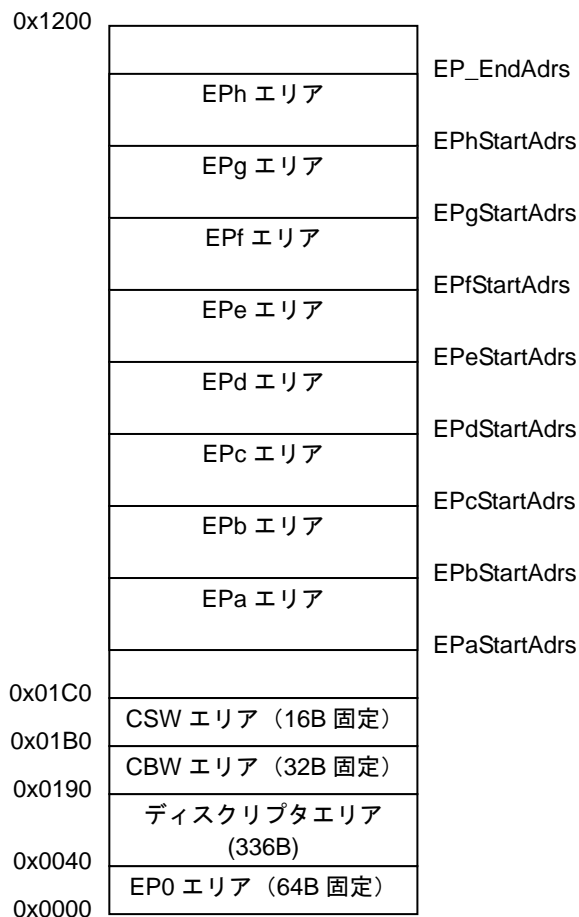 0x1200
EP_EndAdrs
EPh エリア
EPhStartAdrs
EPg エリア
EPgStartAdrs
EPf エリア
EPfStartAdrs
EPe エリア
EPeStartAdrs
EPd エリア
EPdStartAdrs
EPc エリア
EPcStartAdrs
EPb エリア
EPbStartAdrs
EPa エリア
EPaStartAdrs
0x01C0
CSW エリア（16B 固定）
0x01B0
CBW エリア（32B 固定）
0x0190
ディスクリプタエリア
(336B)
0x0040
EP0 エリア（64B 固定）
0x0000